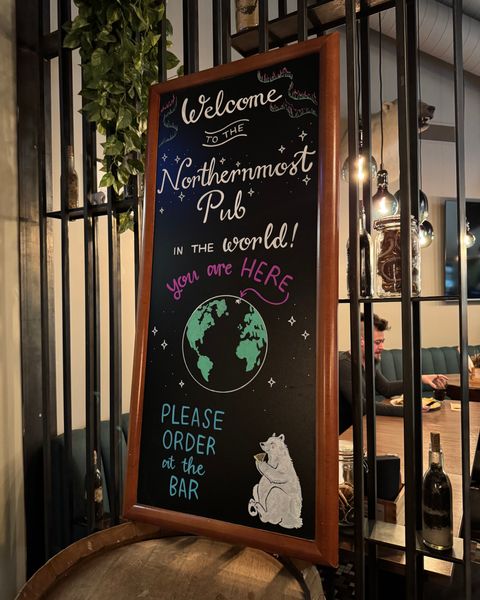 Welcome
TO THE
Northernmost
Pub
IN THE world!
you are HERE
PLEASE
ORDER
at the
BAR